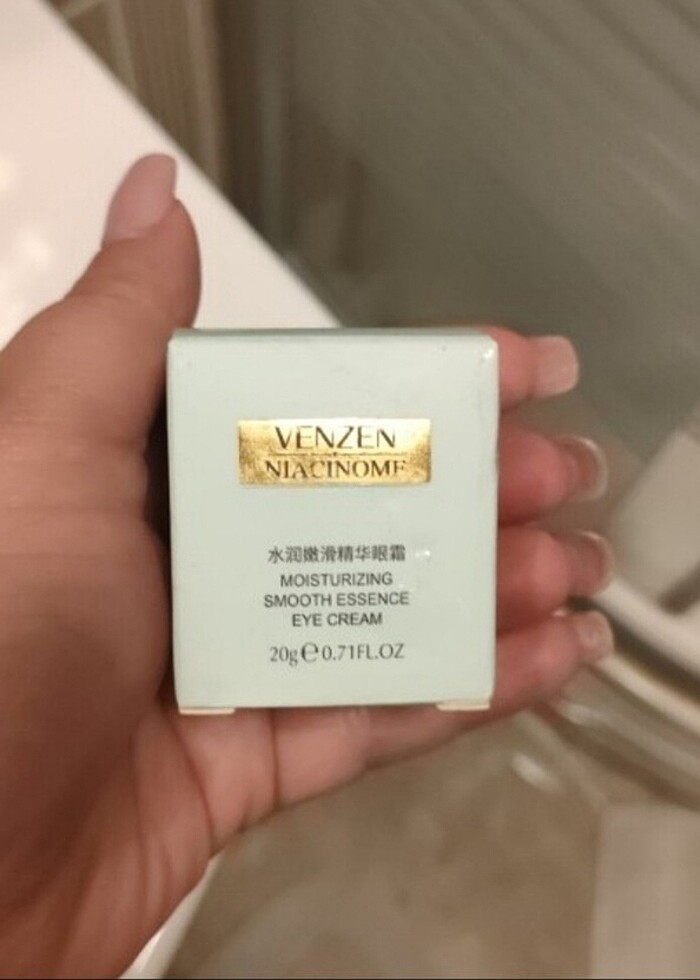 VENZEN
NIACINOME
水润嫩滑精华眼霜
MOISTURIZING
SMOOTH ESSENCE
EYE CREAM
20g℮0.71FL.OZ